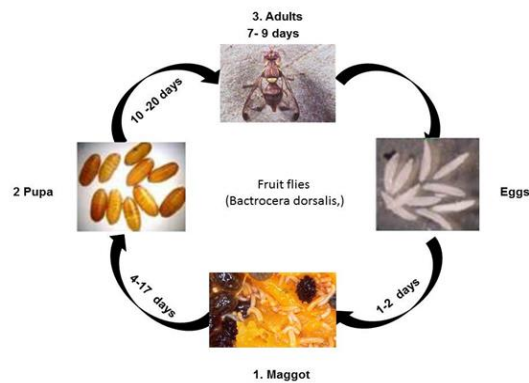 3. Adults
7- 9 days
10 -20 days
2 Pupa
Fruit flies
(Bactrocera dorsalis,)
Eggs
4-17 days
1-2 days
1. Maggot